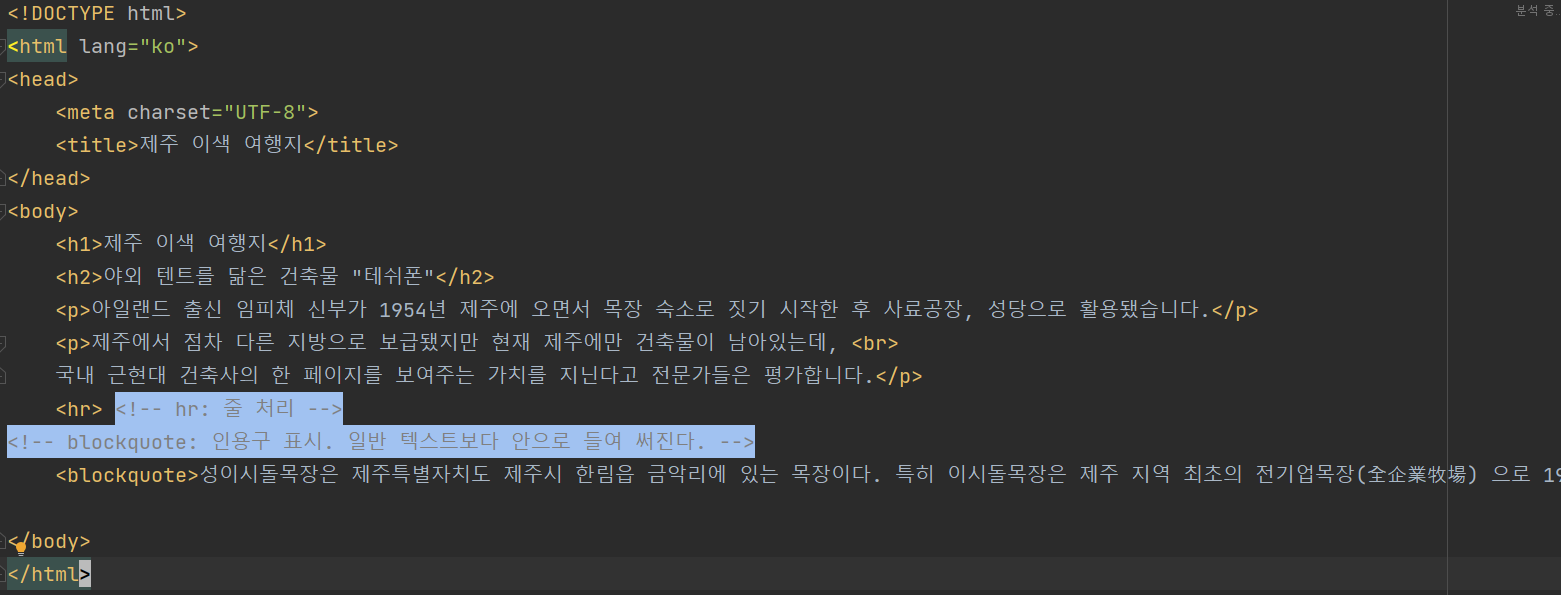 <!DOCTYPE html>
분석 중..
<html lang="ko">
<head>
    <meta charset="UTF-8">
    <title>제주 이색 여행지</title>
</head>
<body>
    <h1>제주 이색 여행지</h1>
    <h2>야외 텐트를 닮은 건축물 "테쉬폰"</h2>
    <p>아일랜드 출신 임피체 신부가 1954년 제주에 오면서 목장 숙소로 짓기 시작한 후 사료공장, 성당으로 활용됐습니다.</p>
    <p>제주에서 점차 다른 지방으로 보급됐지만 현재 제주에만 건축물이 남아있는데, <br>
    국내 근현대 건축사의 한 페이지를 보여주는 가치를 지닌다고 전문가들은 평가합니다.</p>
    <hr> <!-- hr: 줄 처리 -->
<!-- blockquote: 인용구 표시. 일반 텍스트보다 안으로 들여 써진다. -->
    <blockquote>성이시돌목장은 제주특별자치도 제주시 한림읍 금악리에 있는 목장이다. 특히 이시돌목장은 제주 지역 최초의 전기업목장(全企業牧場) 으로
</body>
</html>